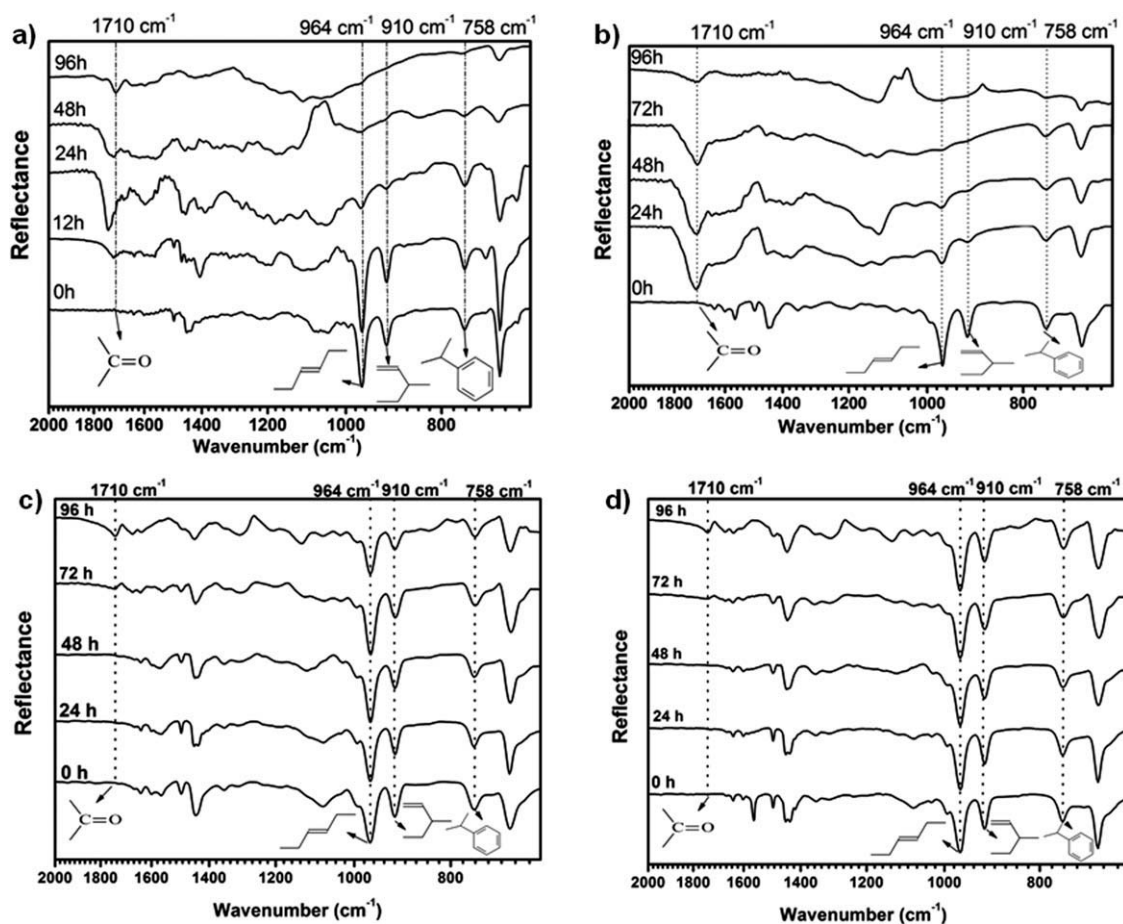 a)
1710 cm⁻¹ 964 cm⁻¹ 910 cm⁻¹ 758 cm⁻¹
96h
48h
24h
12h
0h
C=O
Reflectance
2000 1800 1600 1400 1200 1000 800
Wavenumber (cm⁻¹)
b)
1710 cm⁻¹ 964 cm⁻¹ 910 cm⁻¹ 758 cm⁻¹
96h
72h
48h
24h
0h
C=O
Reflectance
2000 1800 1600 1400 1200 1000 800
Wavenumber (cm⁻¹)
c)
1710 cm⁻¹ 964 cm⁻¹ 910 cm⁻¹ 758 cm⁻¹
96 h
72 h
48 h
24 h
0 h
C=O
Reflectance
2000 1800 1600 1400 1200 1000 800
Wavenumber (cm⁻¹)
d)
1710 cm⁻¹ 964 cm⁻¹ 910 cm⁻¹ 758 cm⁻¹
96 h
72 h
48 h
24 h
0 h
C=O
Reflectance
2000 1800 1600 1400 1200 1000 800
Wavenumber (cm⁻¹)